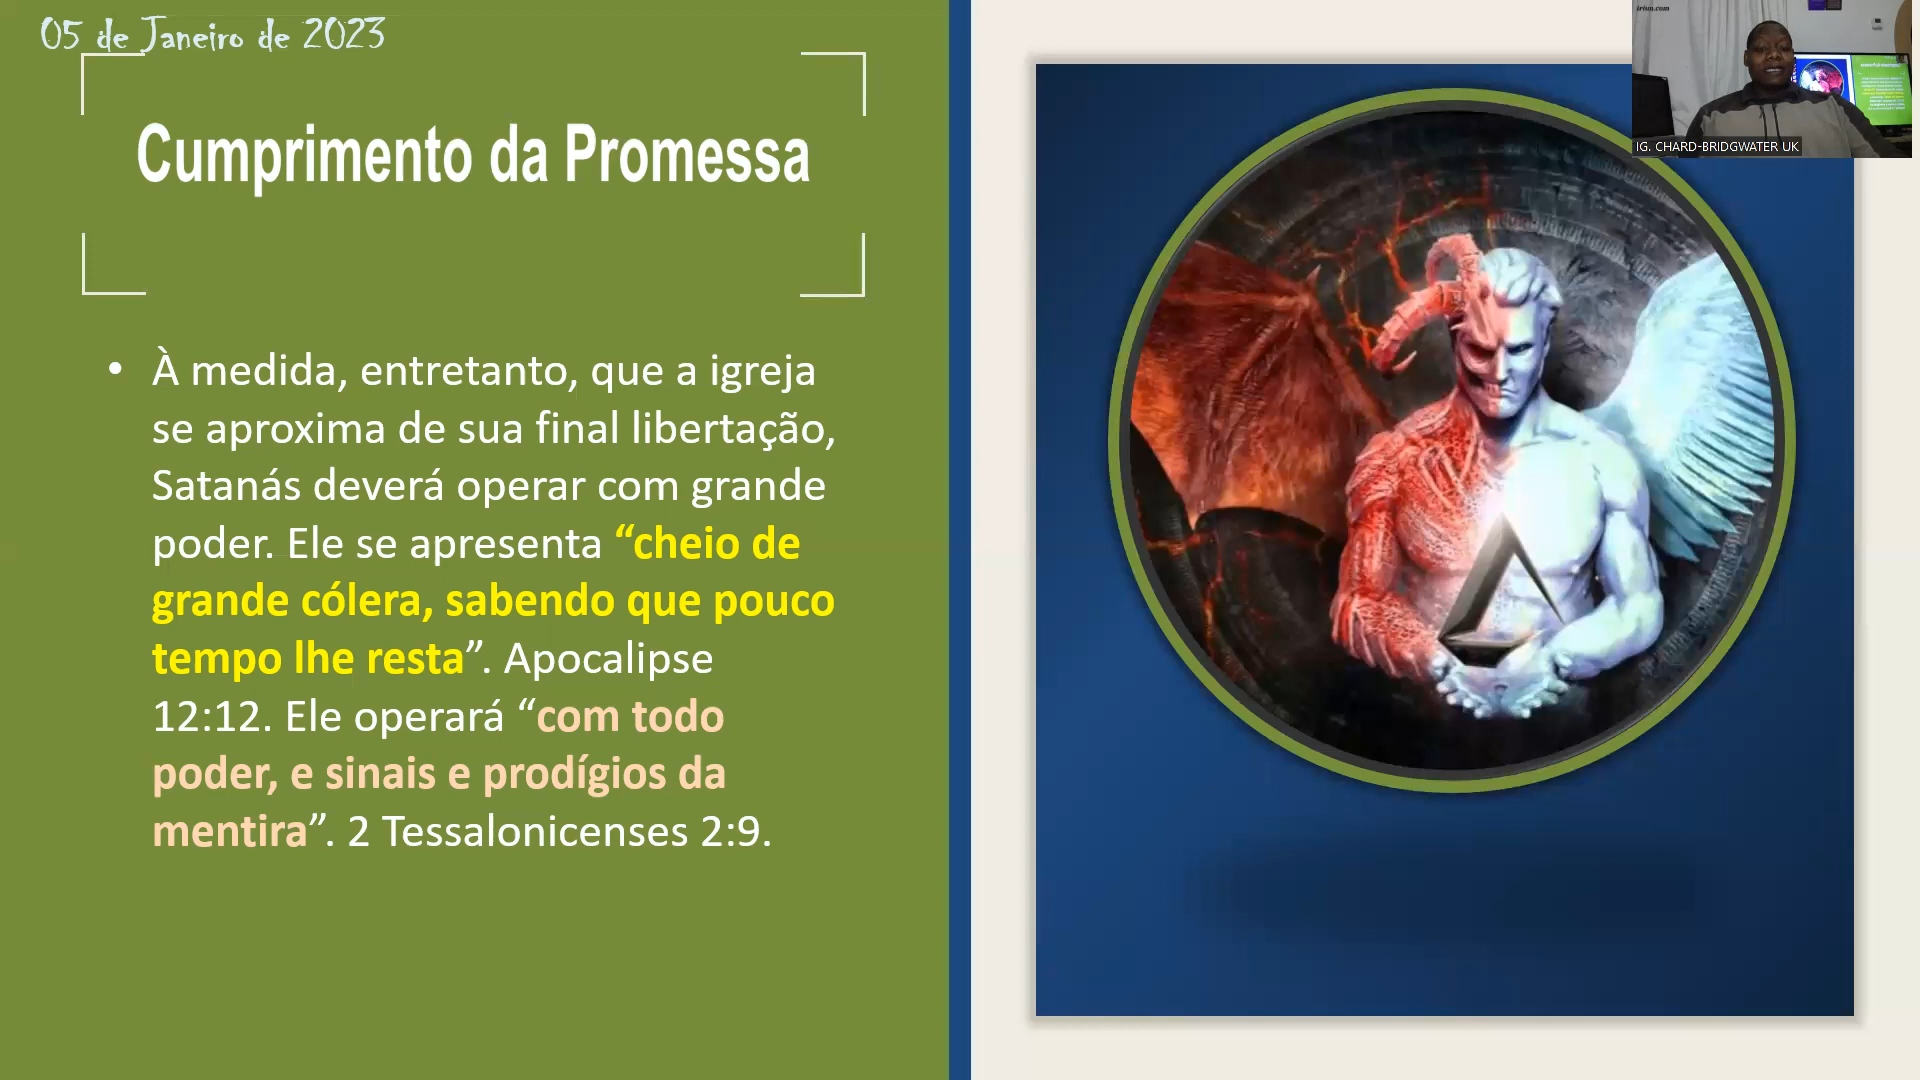 05 de Janeiro de 2023
irism.com
IG. CHARD-BRIDGWATER UK
Cumprimento da Promessa
• À medida, entretanto, que a igreja
se aproxima de sua final libertação,
Satanás deverá operar com grande
poder. Ele se apresenta “cheio de
grande cólera, sabendo que pouco
tempo lhe resta”. Apocalipse
12:12. Ele operará “com todo
poder, e sinais e prodígios da
mentira”. 2 Tessalonicenses 2:9.